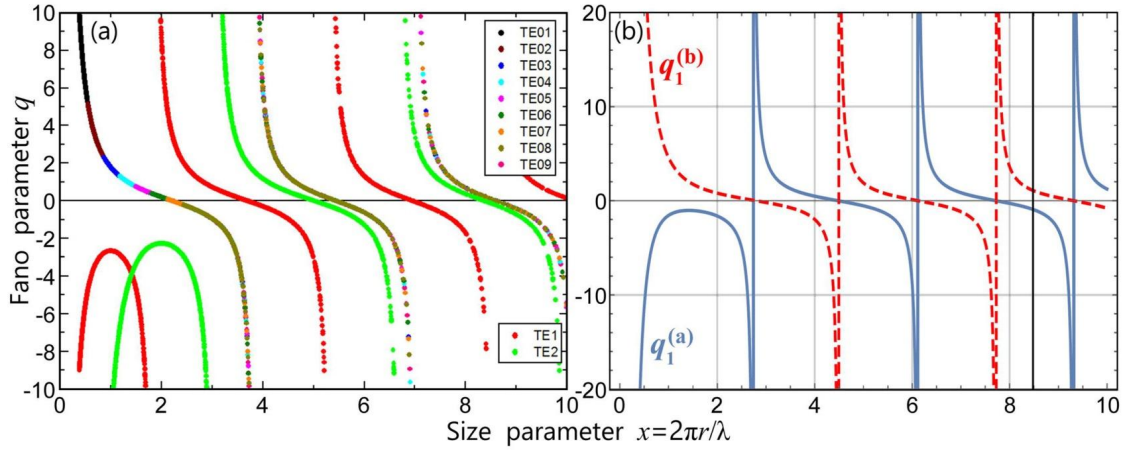 (a)
TE01
TE02
TE03
TE04
TE05
TE06
TE07
TE08
TE09
TE1
TE2
Fano parameter q
10
8
6
4
2
0
-2
-4
-6
-8
-10
0 2 4 6 8 10
(b)
q₁⁽ᵇ⁾
q₁⁽ᵃ⁾
20
10
0
-10
-20
0 2 4 6 8 10
Size parameter x=2πr/λ